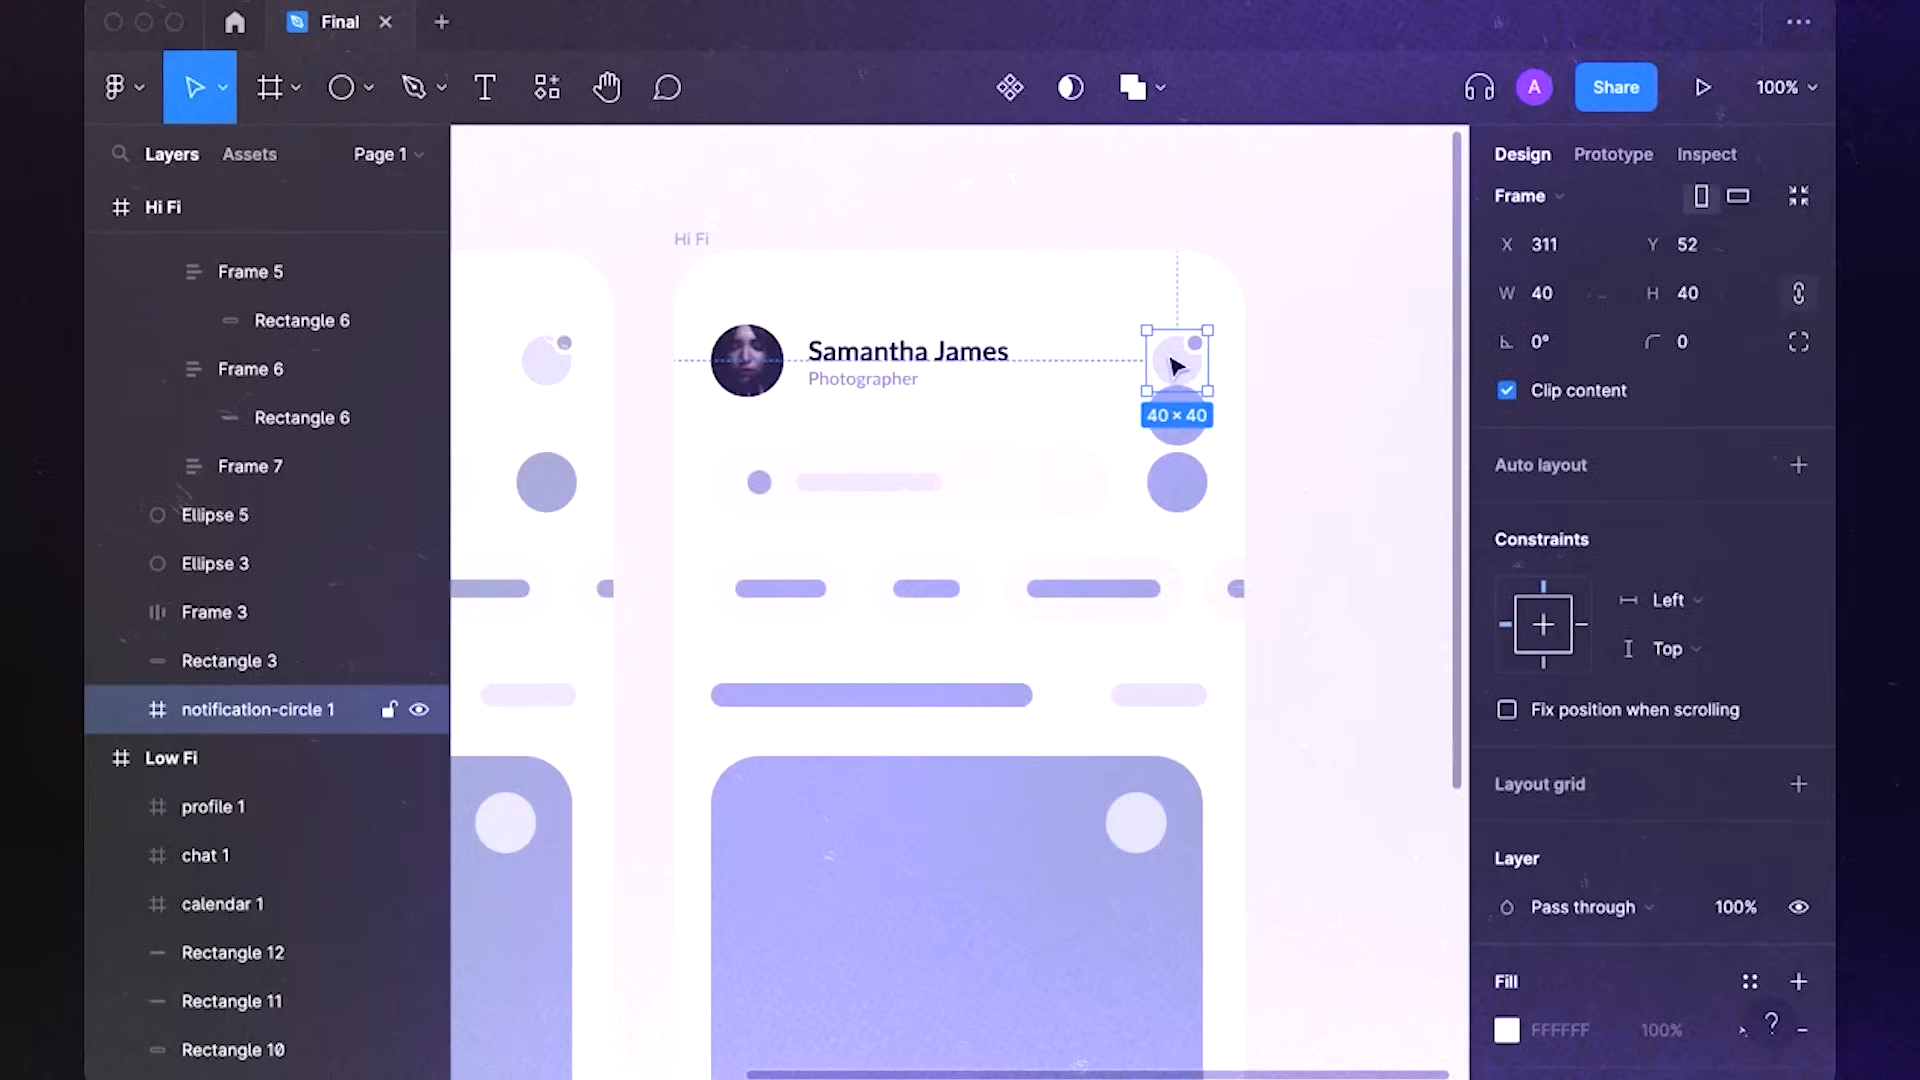 Final
A
Share
100%
Layers
Assets
Page 1
Hi Fi
Frame 5
Rectangle 6
Frame 6
Rectangle 6
Frame 7
Ellipse 5
Ellipse 3
Frame 3
Rectangle 3
notification-circle 1
Low Fi
profile 1
chat 1
calendar 1
Rectangle 12
Rectangle 11
Rectangle 10
Hi Fi
Samantha James
Photographer
40 × 40
Design
Prototype
Inspect
Frame
X 311
Y 52
W 40
H 40
0°
0
Clip content
Auto layout
Constraints
Left
Top
Fix position when scrolling
Layout grid
Layer
Pass through
100%
Fill
FFFFFF
100%
?